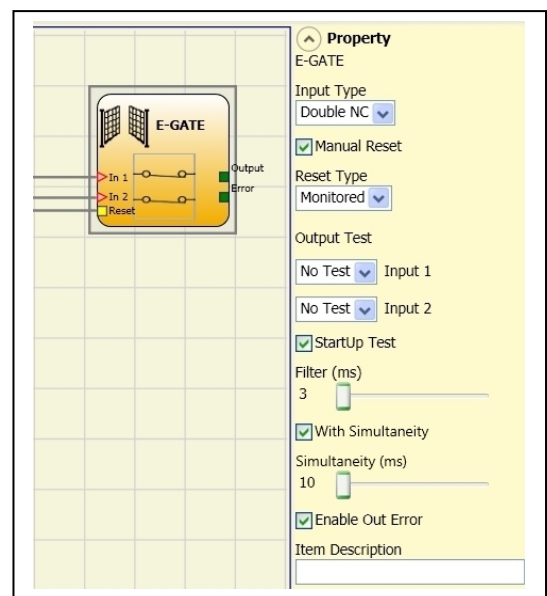 E-GATE
Output
Error
In 1
In 2
Reset
Property
E-GATE
Input Type
Double NC
Manual Reset
Reset Type
Monitored
Output Test
No Test Input 1
No Test Input 2
StartUp Test
Filter (ms)
3
With Simultaneity
Simultaneity (ms)
10
Enable Out Error
Item Description